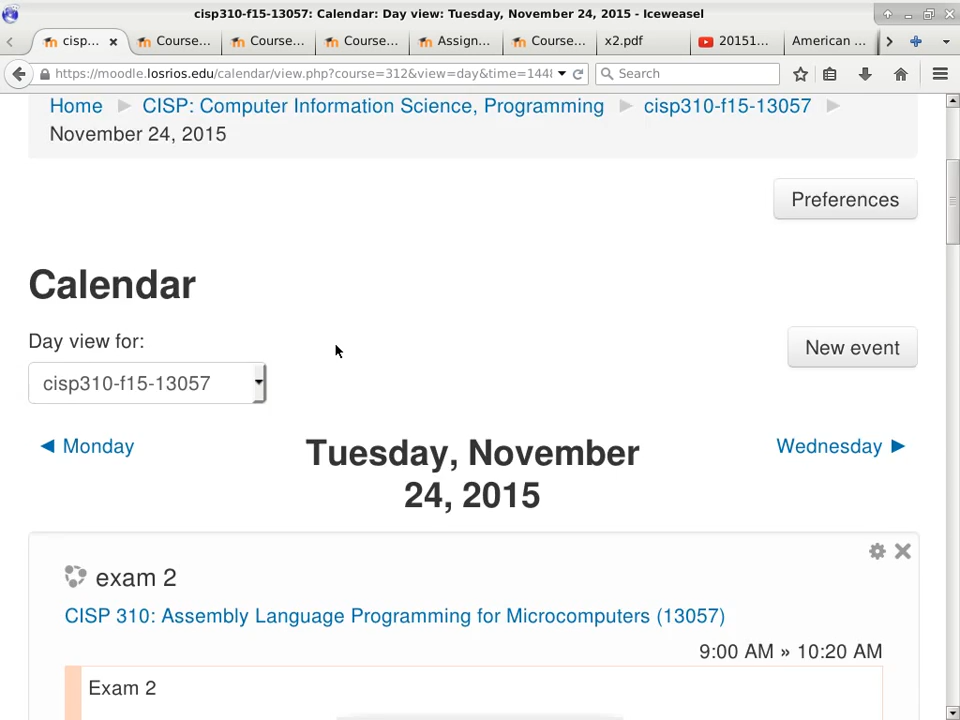 cisp310-f15-13057: Calendar: Day view: Tuesday, November 24, 2015 - Iceweasel
cisp... Course... Course... Course... Assign... Course... x2.pdf 20151... American ...
https://moodle.losrios.edu/calendar/view.php?course=312&view=day&time=144 Search
Home CISP: Computer Information Science, Programming cisp310-f15-13057
November 24, 2015
Preferences
Calendar
Day view for:
New event
cisp310-f15-13057
Monday
Tuesday, November
24, 2015
Wednesday
exam 2
CISP 310: Assembly Language Programming for Microcomputers (13057)
9:00 AM » 10:20 AM
Exam 2